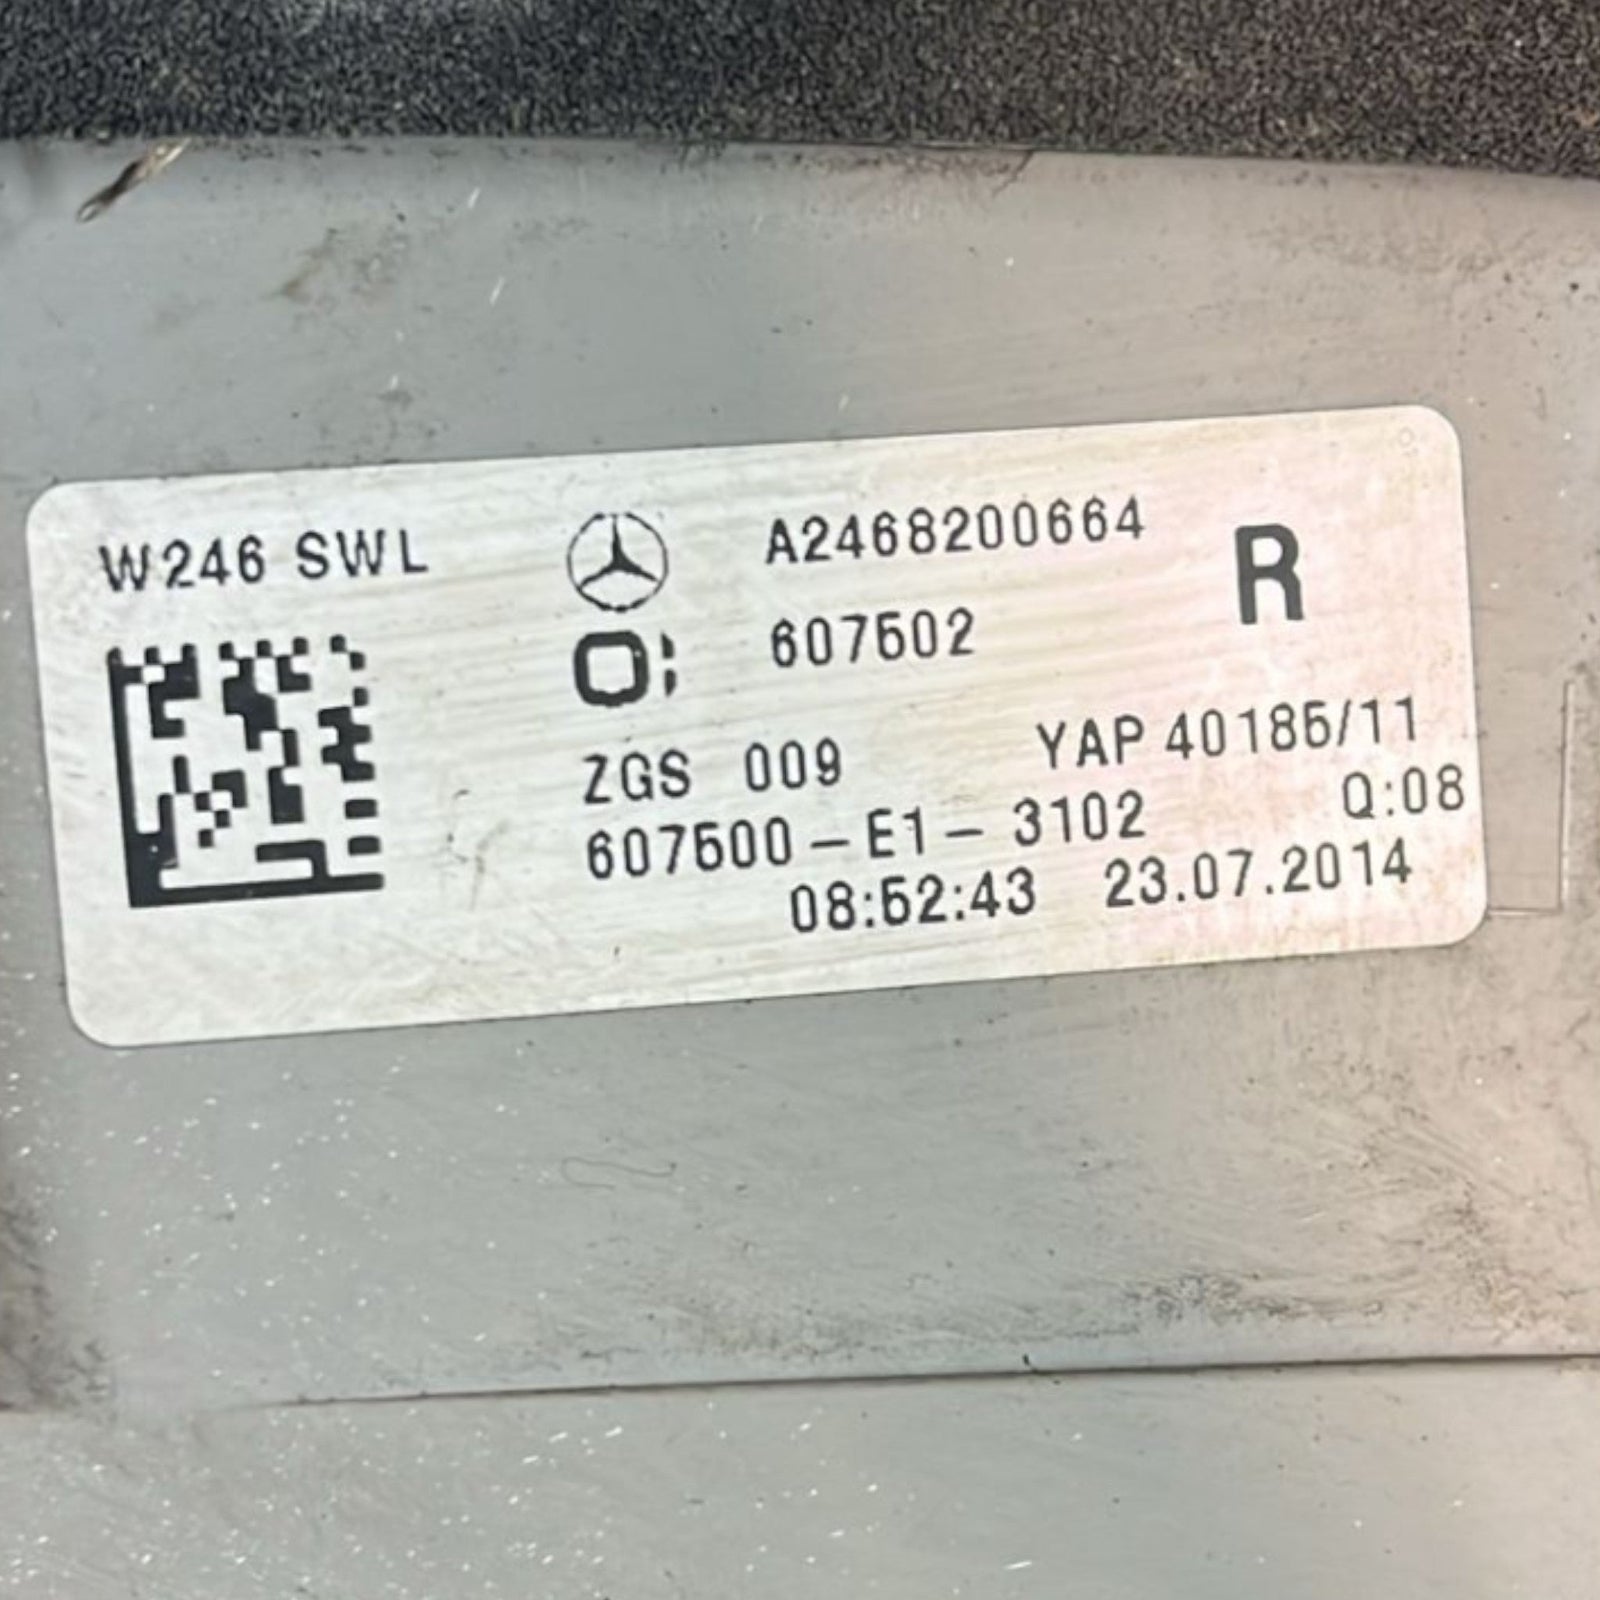 W246 SWL
A2468200664
R
607502
ZGS 009
YAP 40185/11
607500-E1-3102
Q:08
08:52:43 23.07.2014